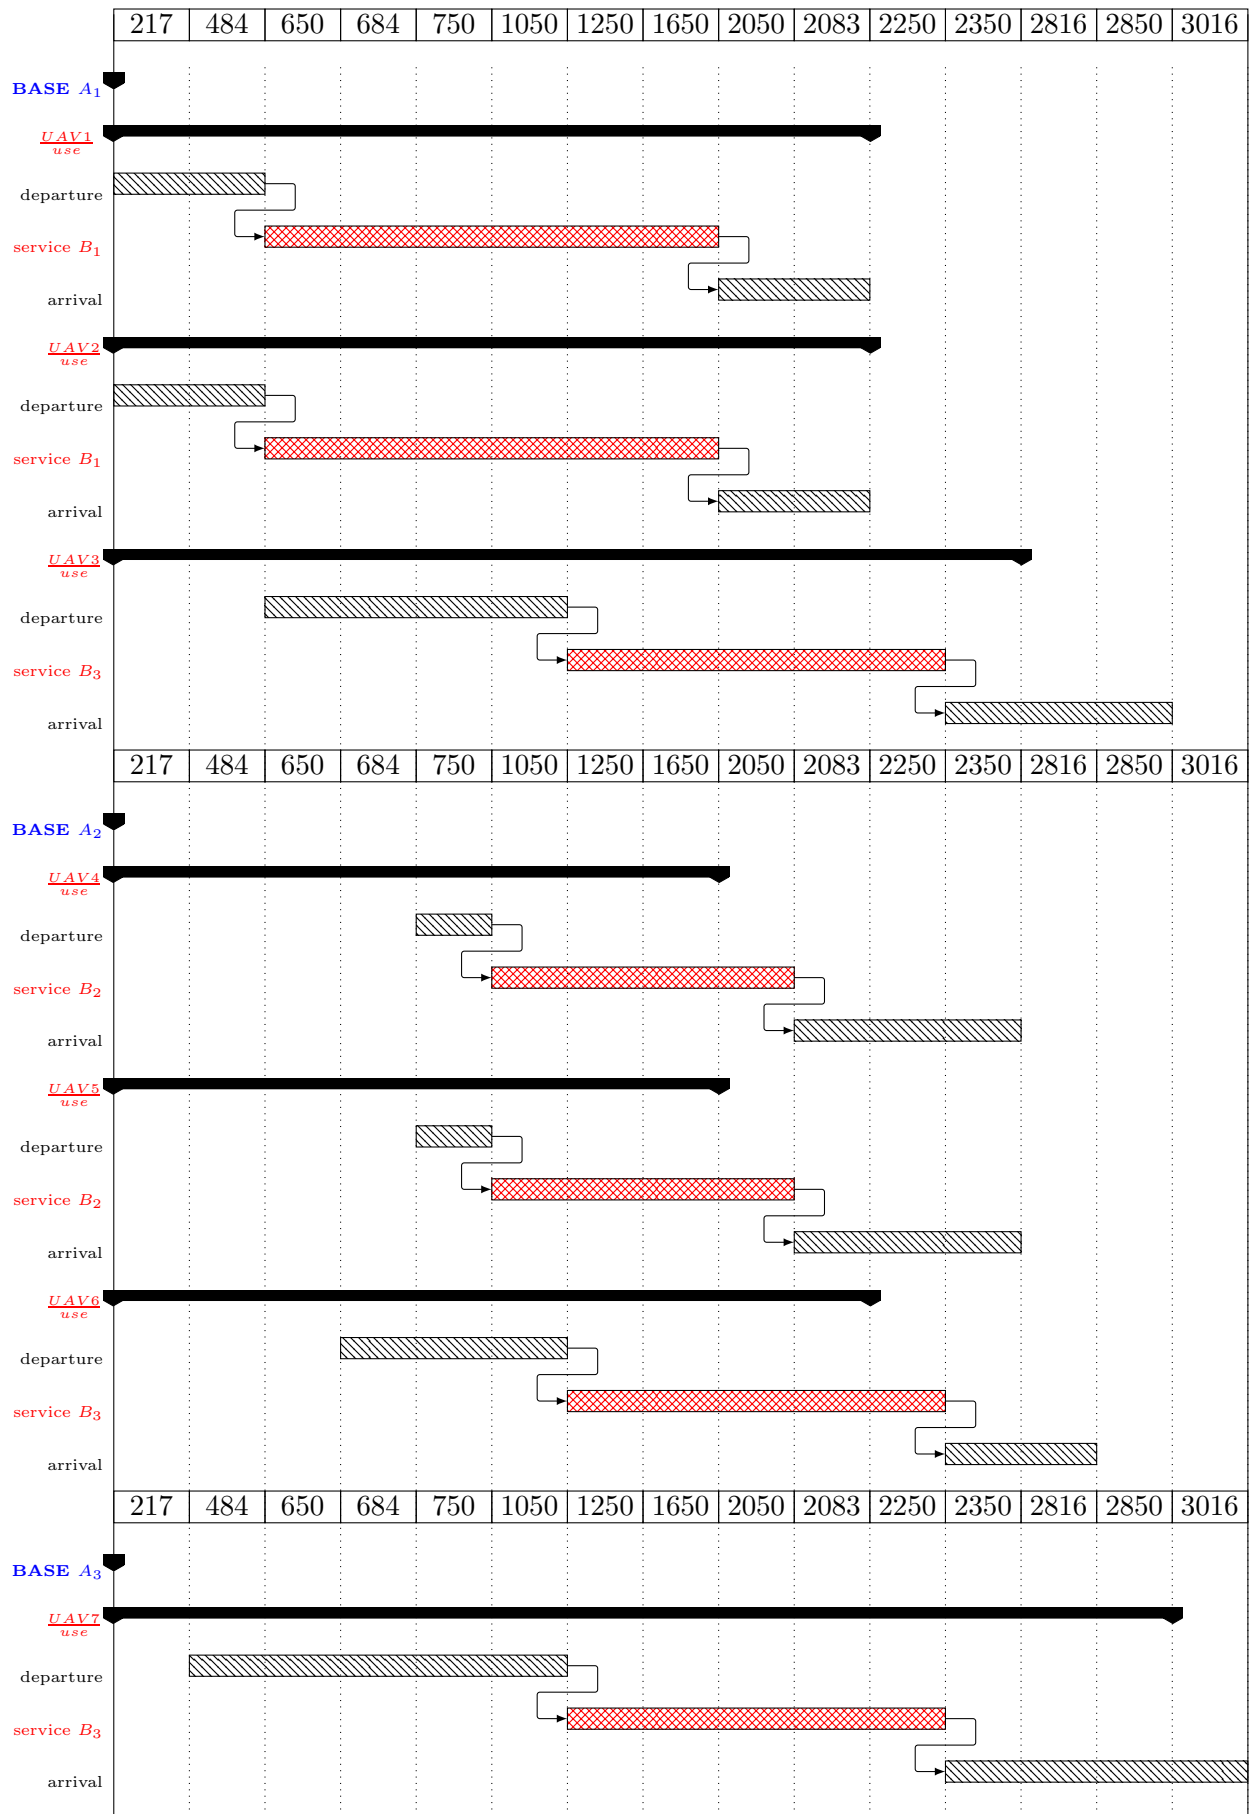 217 484 650 684 750 1050 1250 1650 2050 2083 2250 2350 2816 2850 3016
BASE A₁
UAV1/use
departure
service B₁
arrival
UAV2/use
departure
service B₁
arrival
UAV3/use
departure
service B₃
arrival
217 484 650 684 750 1050 1250 1650 2050 2083 2250 2350 2816 2850 3016
BASE A₂
UAV4/use
departure
service B₂
arrival
UAV5/use
departure
service B₂
arrival
UAV6/use
departure
service B₃
arrival
217 484 650 684 750 1050 1250 1650 2050 2083 2250 2350 2816 2850 3016
BASE A₃
UAV7/use
departure
service B₃
arrival